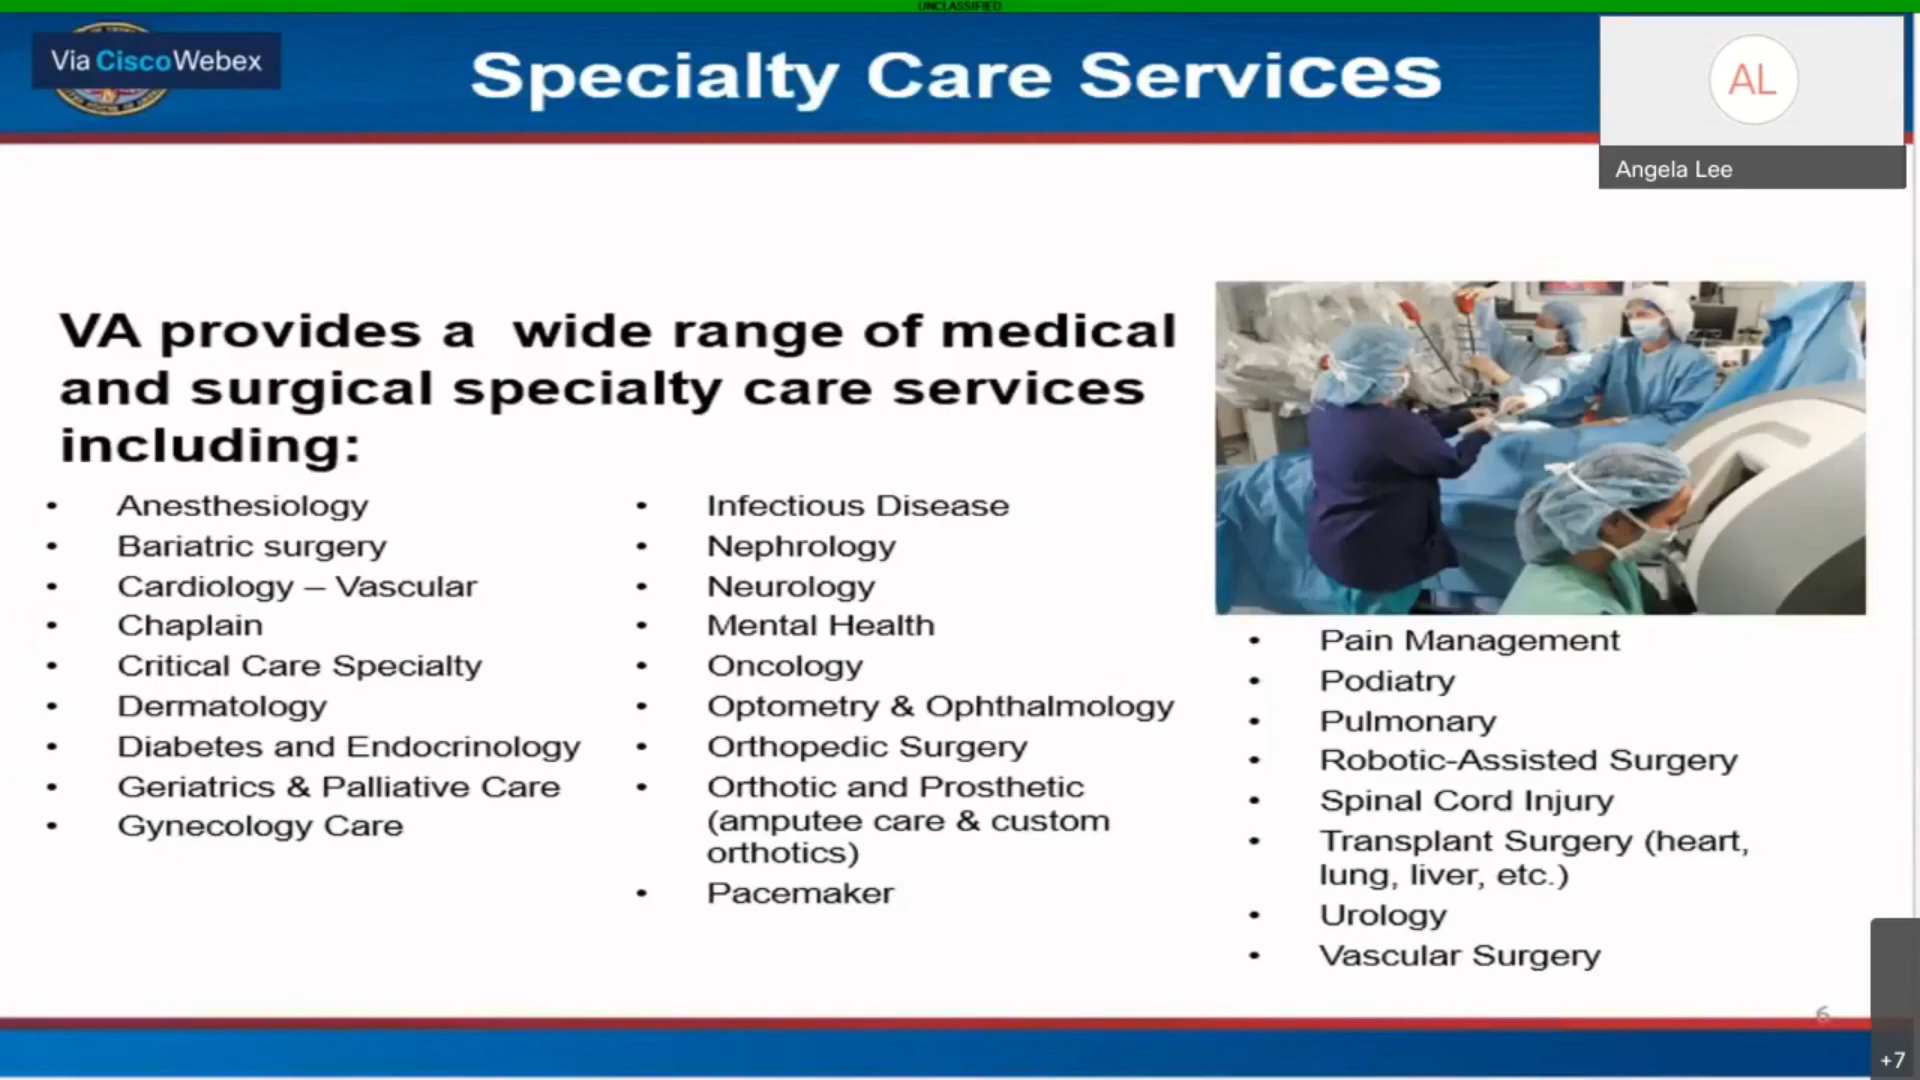 UNCLASSIFIED
Via CiscoWebex
Specialty Care Services
AL
Angela Lee
VA provides a  wide range of medical
and surgical specialty care services
including:
• Anesthesiology
• Bariatric surgery
• Cardiology – Vascular
• Chaplain
• Critical Care Specialty
• Dermatology
• Diabetes and Endocrinology
• Geriatrics & Palliative Care
• Gynecology Care
• Infectious Disease
• Nephrology
• Neurology
• Mental Health
• Oncology
• Optometry & Ophthalmology
• Orthopedic Surgery
• Orthotic and Prosthetic
(amputee care & custom
orthotics)
• Pacemaker
• Pain Management
• Podiatry
• Pulmonary
• Robotic-Assisted Surgery
• Spinal Cord Injury
• Transplant Surgery (heart,
lung, liver, etc.)
• Urology
• Vascular Surgery
6
+7